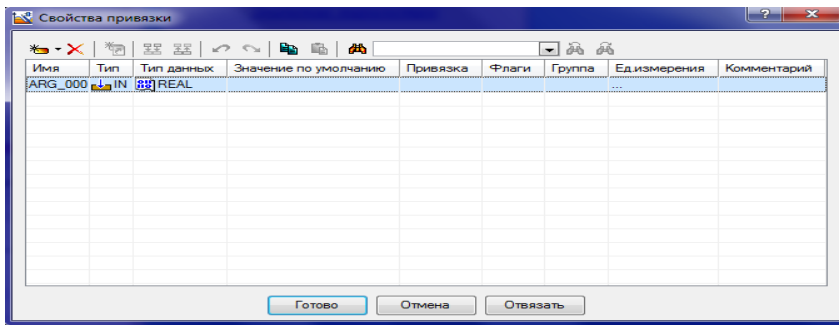 Свойства привязки
Имя Тип Тип данных Значение по умолчанию Привязка Флаги Группа Ед.измерения Комментарий
ARG_000 IN REAL ...
Готово Отмена Отвязать